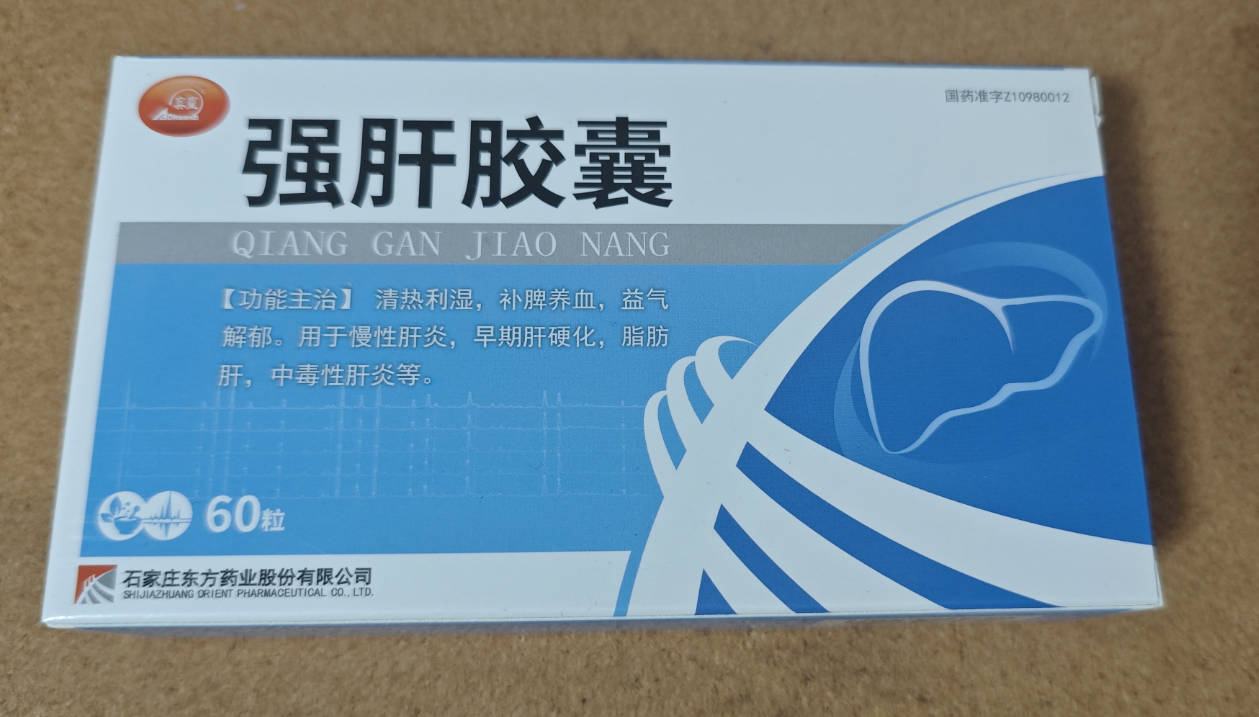 国药准字Z10980012
强肝胶囊
QIANG GAN JIAO NANG
【功能主治】 清热利湿，补脾养血，益气
解郁。用于慢性肝炎，早期肝硬化，脂肪
肝，中毒性肝炎等。
60粒
石家庄东方药业股份有限公司
SHIJIAZHUANG ORIENT PHARMACEUTICAL CO., LTD.